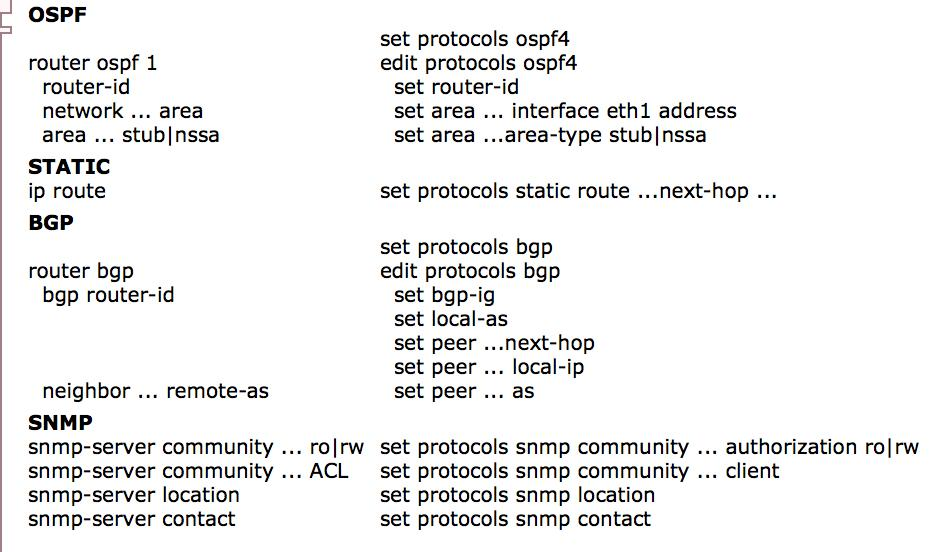 OSPF
set protocols ospf4
router ospf 1 edit protocols ospf4
router-id set router-id
network ... area set area ... interface eth1 address
area ... stub|nssa set area ...area-type stub|nssa
STATIC
ip route set protocols static route ...next-hop ...
BGP
set protocols bgp
router bgp edit protocols bgp
bgp router-id set bgp-ig
set local-as
set peer ...next-hop
set peer ... local-ip
neighbor ... remote-as set peer ... as
SNMP
snmp-server community ... ro|rw set protocols snmp community ... authorization ro|rw
snmp-server community ... ACL set protocols snmp community ... client
snmp-server location set protocols snmp location
snmp-server contact set protocols snmp contact